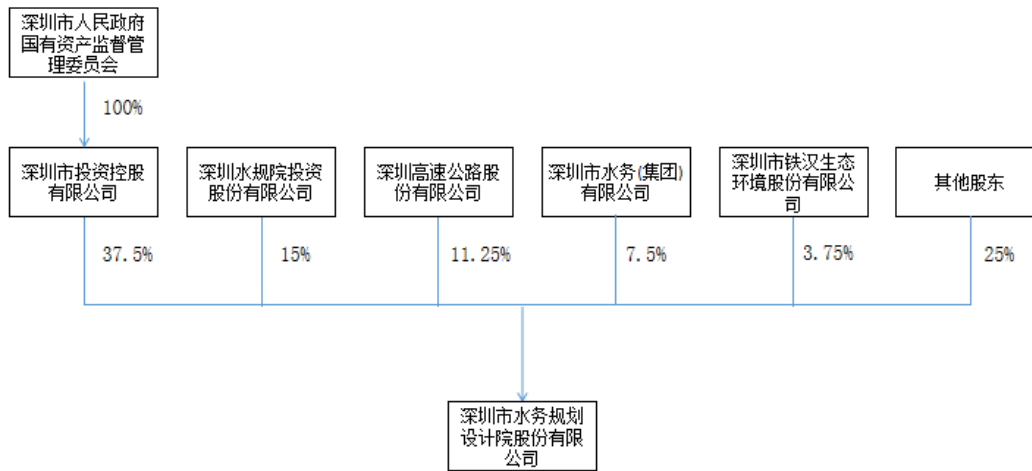 深圳市人民政府
国有资产监督管
理委员会
100%
深圳市投资控股
有限公司
深圳水规院投资
股份有限公司
深圳高速公路股
份有限公司
深圳市水务(集团)
有限公司
深圳市铁汉生态
环境股份有限公
司
其他股东
37.5%
15%
11.25%
7.5%
3.75%
25%
深圳市水务规划
设计院股份有限
公司